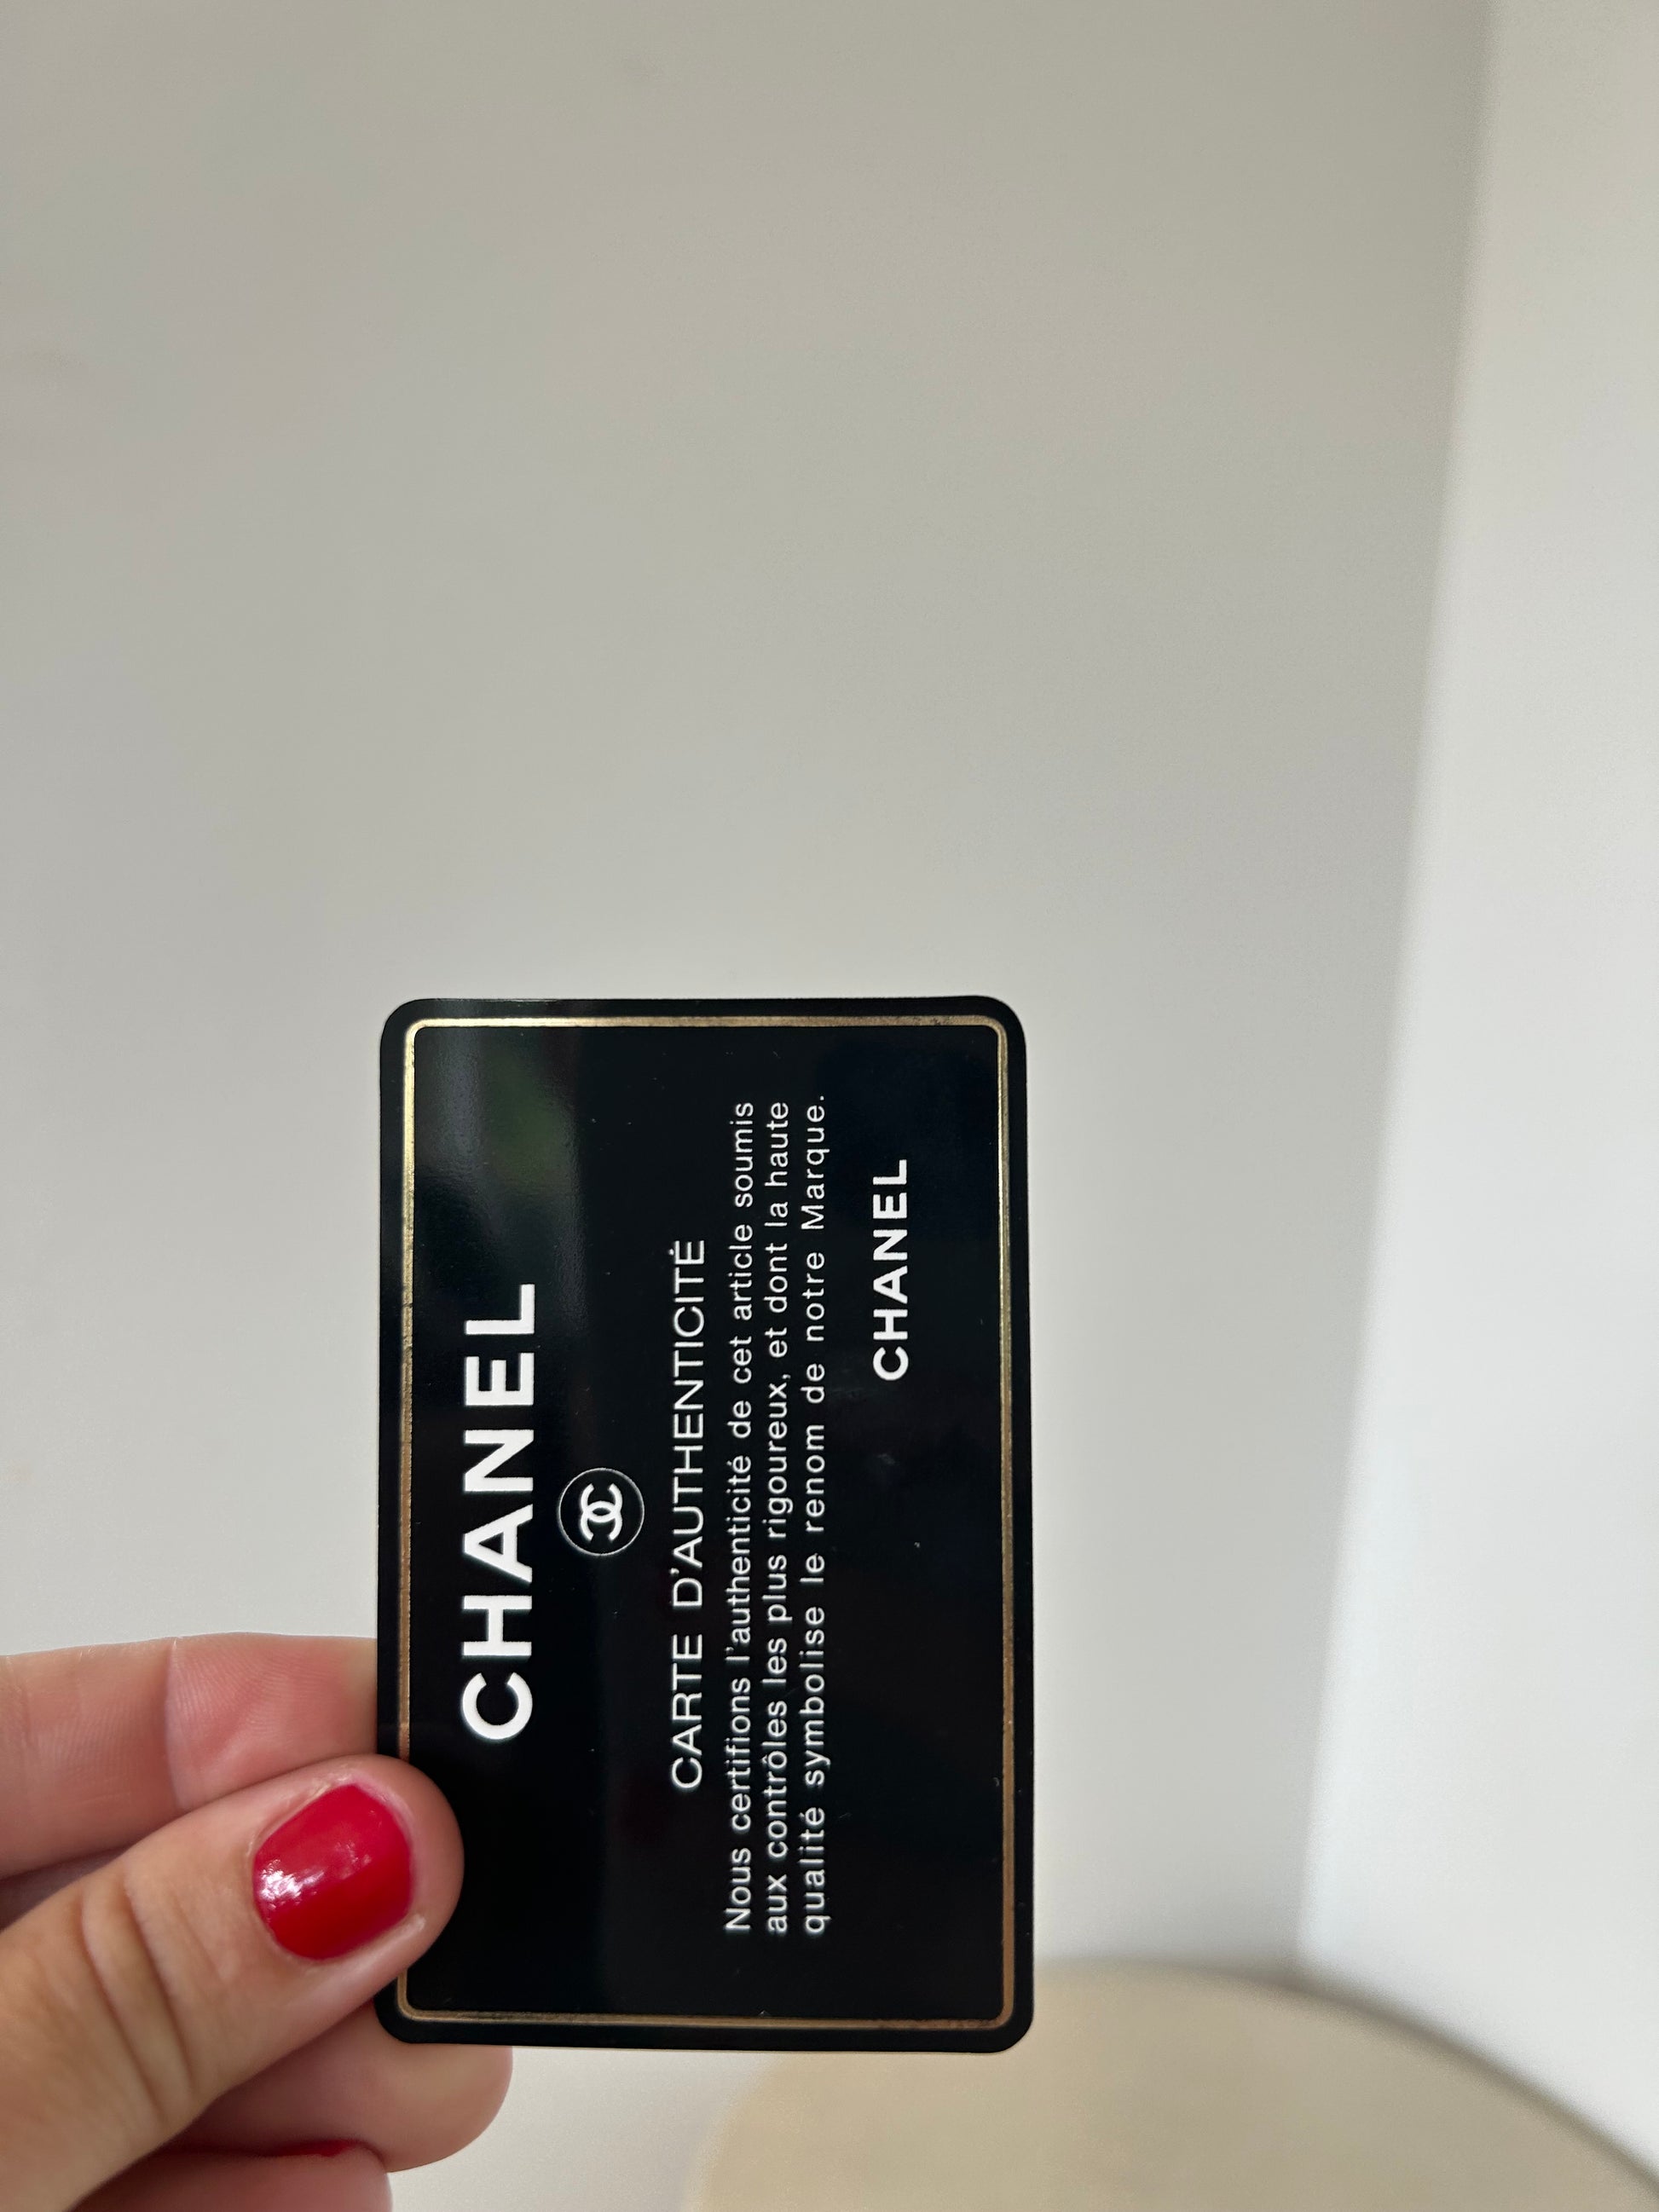 CHANEL
CARTE D'AUTHENTICITÉ
Nous certifions l'authenticité de cet article soumis
aux contrôles les plus rigoureux, et dont la haute
qualité symbolise le renom de notre Marque.
CHANEL